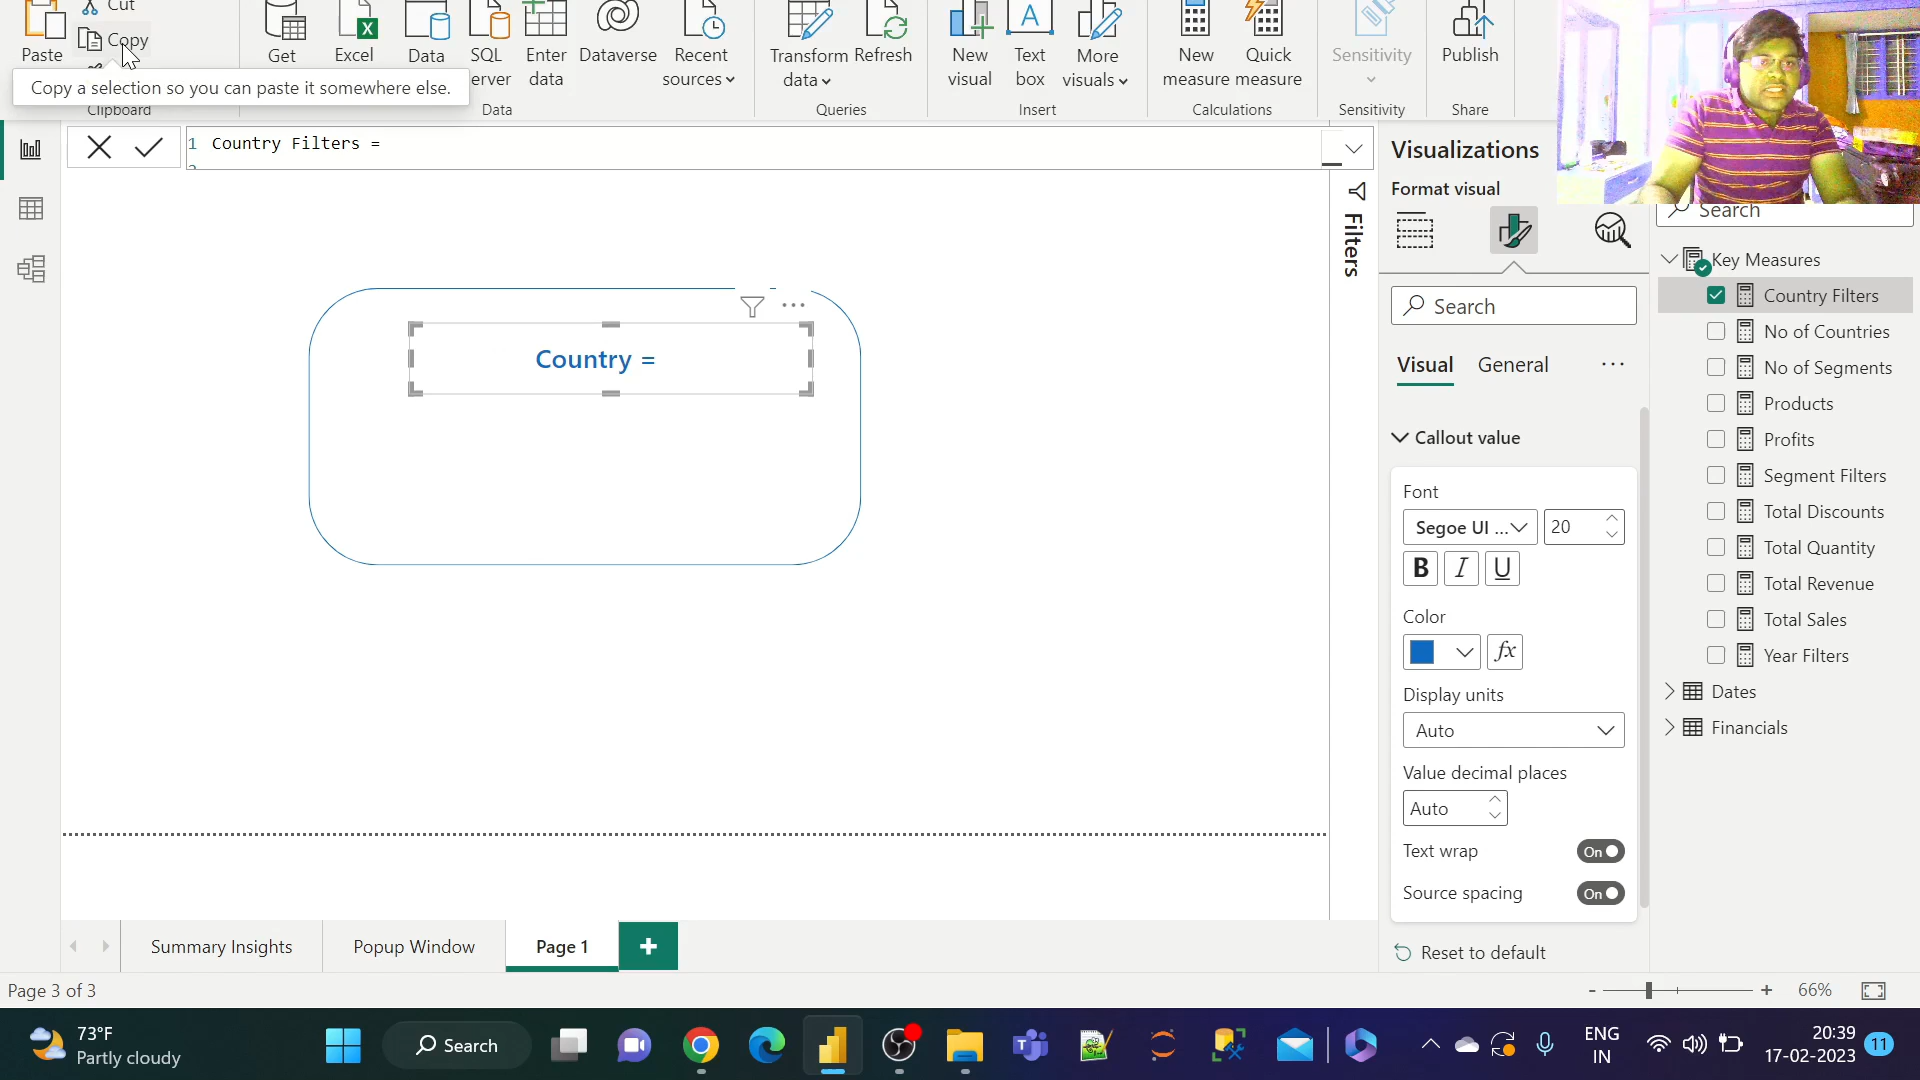 Cut
Copy
Paste
Copy a selection so you can paste it somewhere else.
Clipboard
Get
Excel
Data
SQL
erver
Enter
data
Dataverse
Recent
sources
Data
Transform
data
Refresh
Queries
New
visual
Text
box
More
visuals
Insert
New
measure
Quick
measure
Calculations
Sensitivity
Sensitivity
Publish
Share
1 Country Filters =
Filters
Country =
Visualizations
Format visual
Search
Visual
General
Callout value
Font
Segoe UI ...
20
B
I
U
Color
fx
Display units
Auto
Value decimal places
Auto
Text wrap
On
Source spacing
On
Reset to default
Search
Key Measures
Country Filters
No of Countries
No of Segments
Products
Profits
Segment Filters
Total Discounts
Total Quantity
Total Revenue
Total Sales
Year Filters
Dates
Financials
Summary Insights
Popup Window
Page 1
Page 3 of 3
66%
73°F
Partly cloudy
Search
ENG
IN
20:39
17-02-2023
11